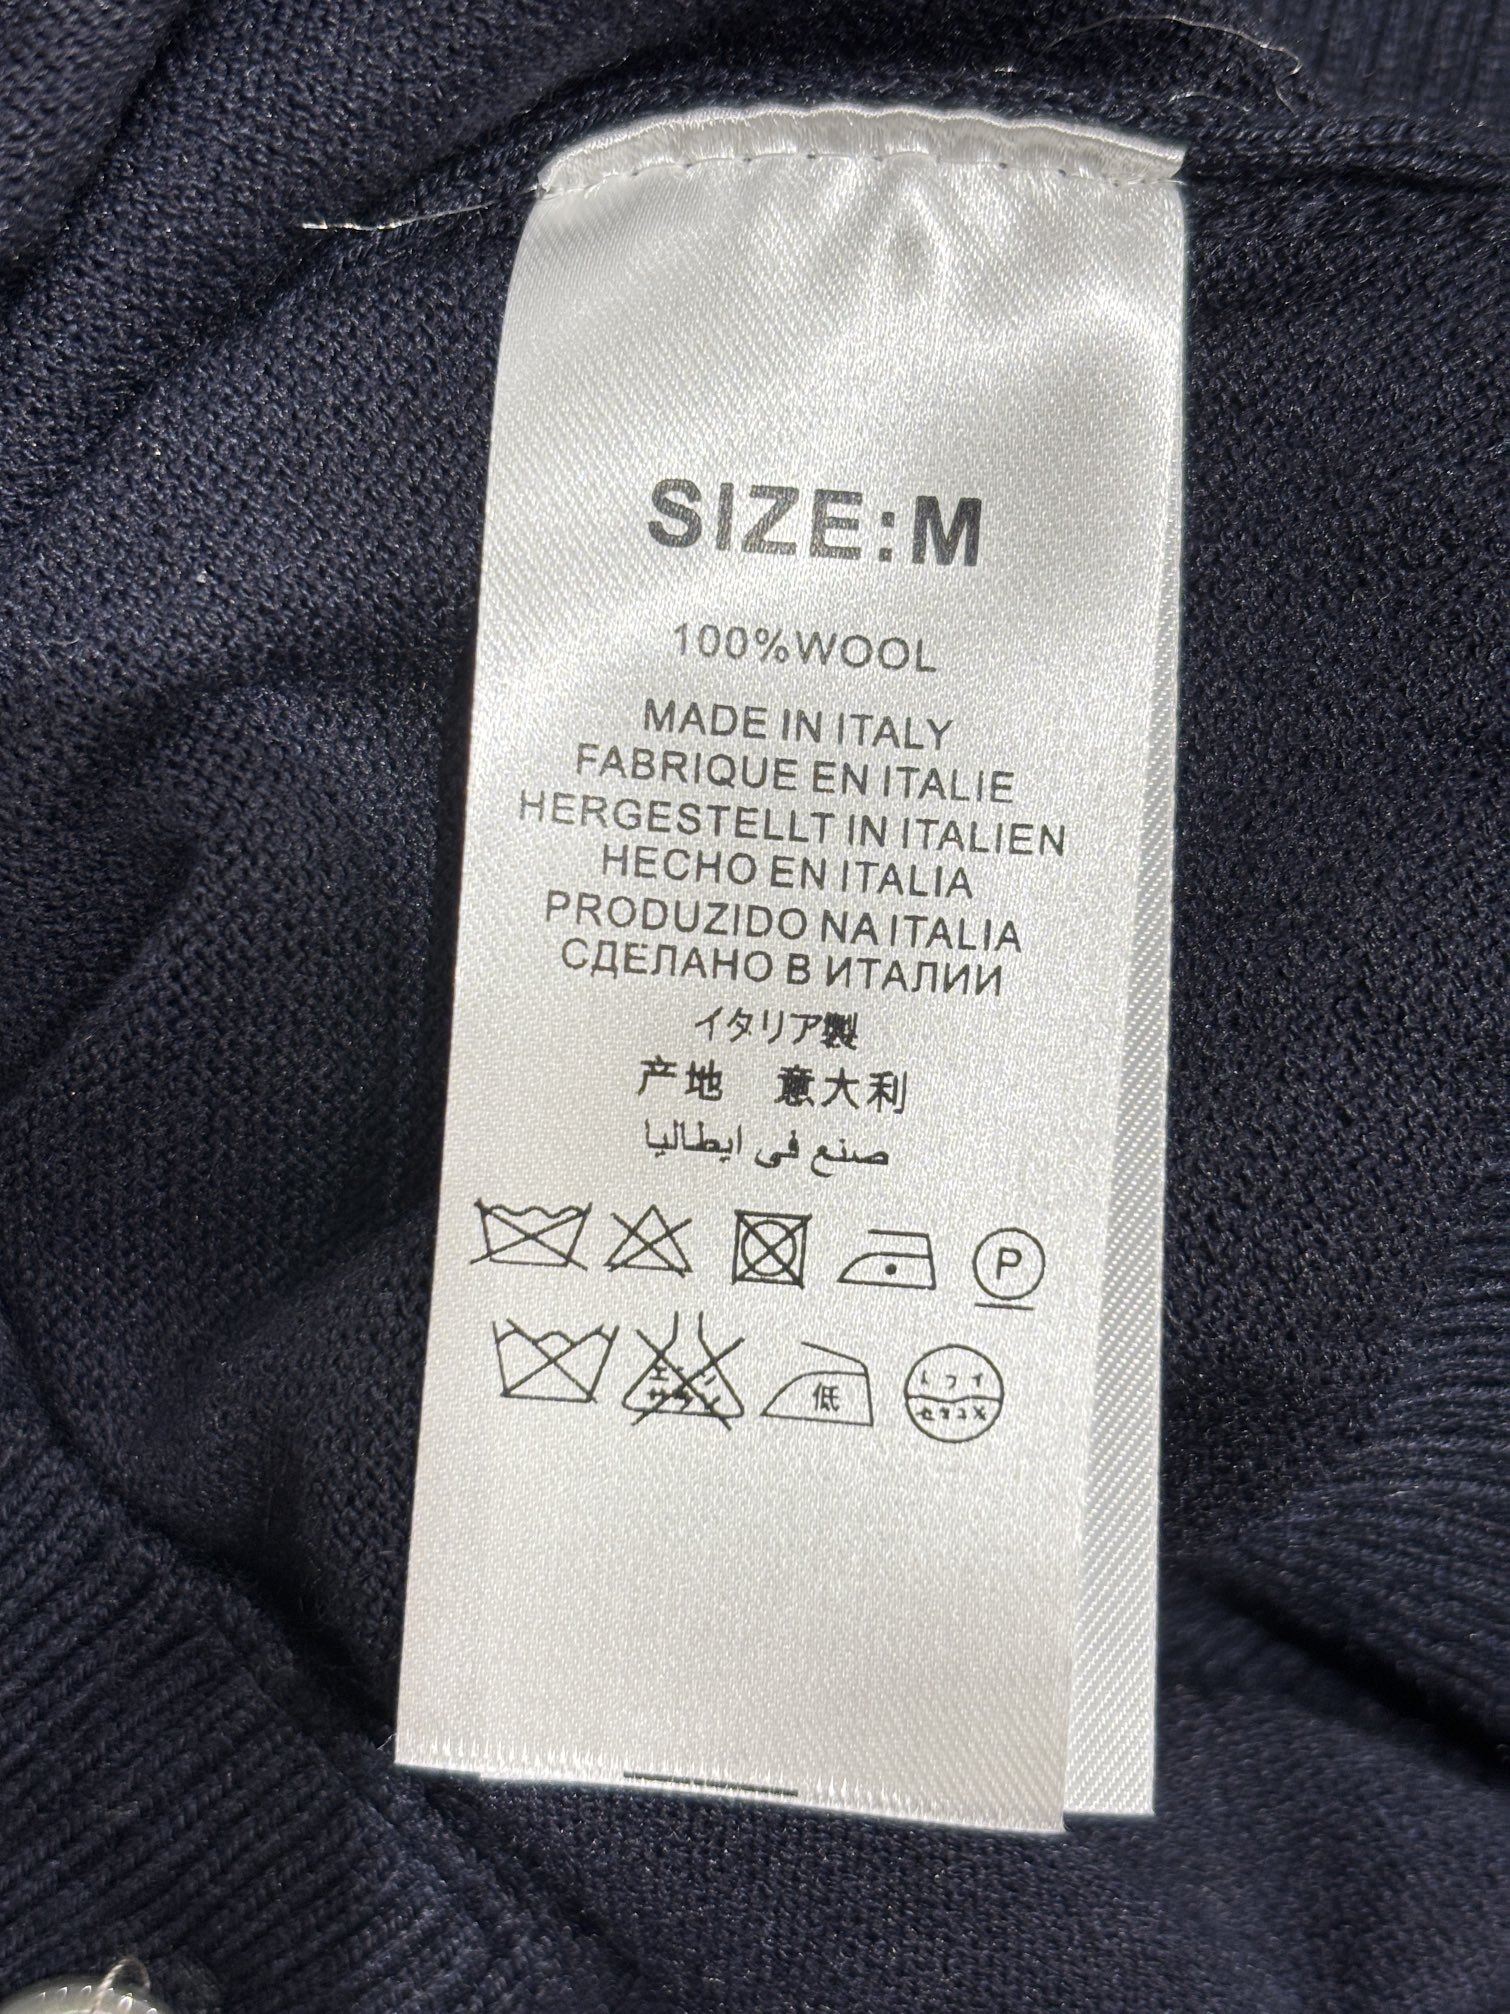 SIZE:M
100%WOOL
MADE IN ITALY
FABRIQUE EN ITALIE
HERGESTELLT IN ITALIEN
HECHO EN ITALIA
PRODUZIDO NA ITALIA
СДЕЛАНО В ИТАЛИИ
イタリア製
产地 意大利
صنع في ايطاليا
P
低